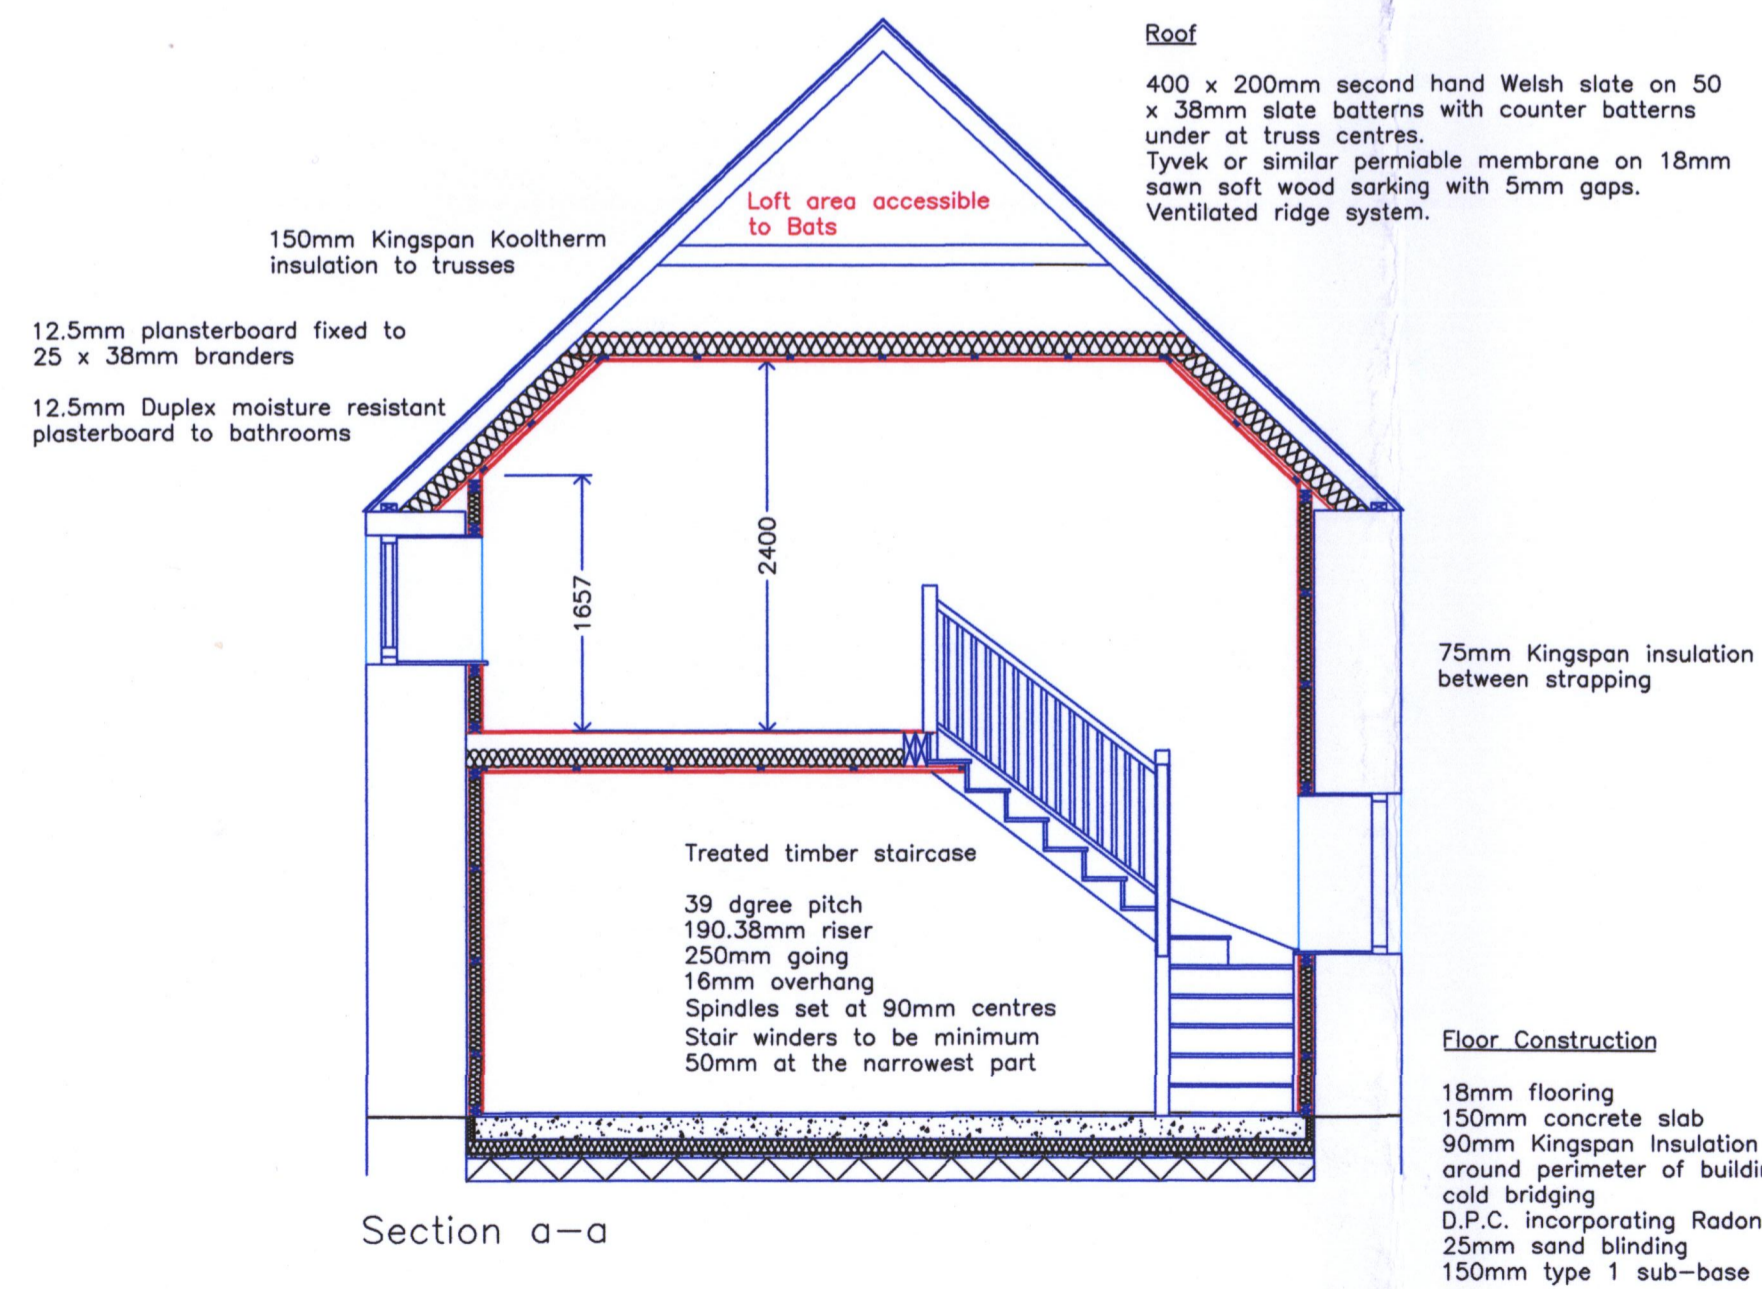 Roof
400 x 200mm second hand Welsh slate on 50
x 38mm slate batterns with counter batterns
under at truss centres.
Tyvek or similar permiable membrane on 18mm
sawn soft wood sarking with 5mm gaps.
Ventilated ridge system.
Loft area accessible
to Bats
150mm Kingspan Kooltherm
insulation to trusses
12.5mm plansterboard fixed to
25 x 38mm branders
12.5mm Duplex moisture resistant
plasterboard to bathrooms
1657
2400
75mm Kingspan insulation
between strapping
Treated timber staircase
39 dgree pitch
190.38mm riser
250mm going
16mm overhang
Spindles set at 90mm centres
Stair winders to be minimum
50mm at the narrowest part
Floor Construction
18mm flooring
150mm concrete slab
90mm Kingspan Insulation
around perimeter of buildi
cold bridging
D.P.C. incorporating Radon
25mm sand blinding
150mm type 1 sub-base
Section a-a